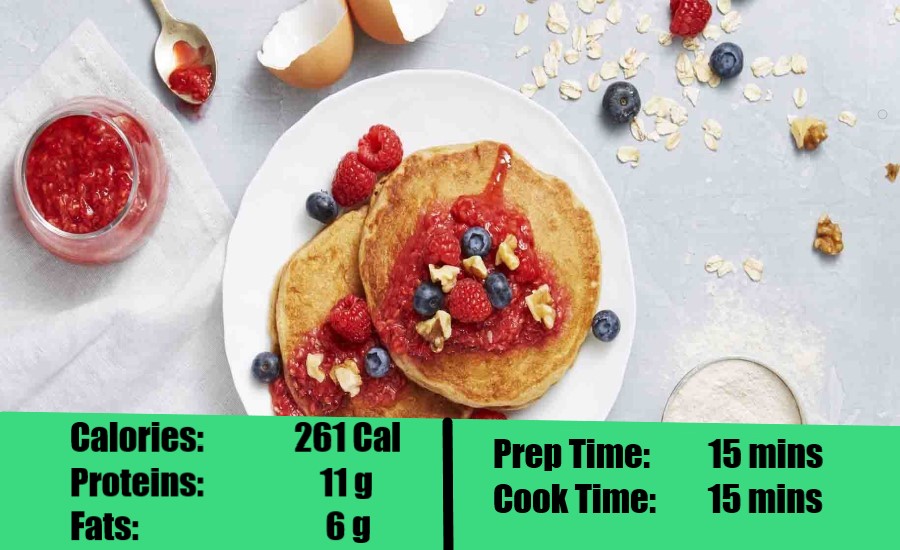 Calories: 261 Cal
Proteins: 11 g
Fats: 6 g
Prep Time: 15 mins
Cook Time: 15 mins